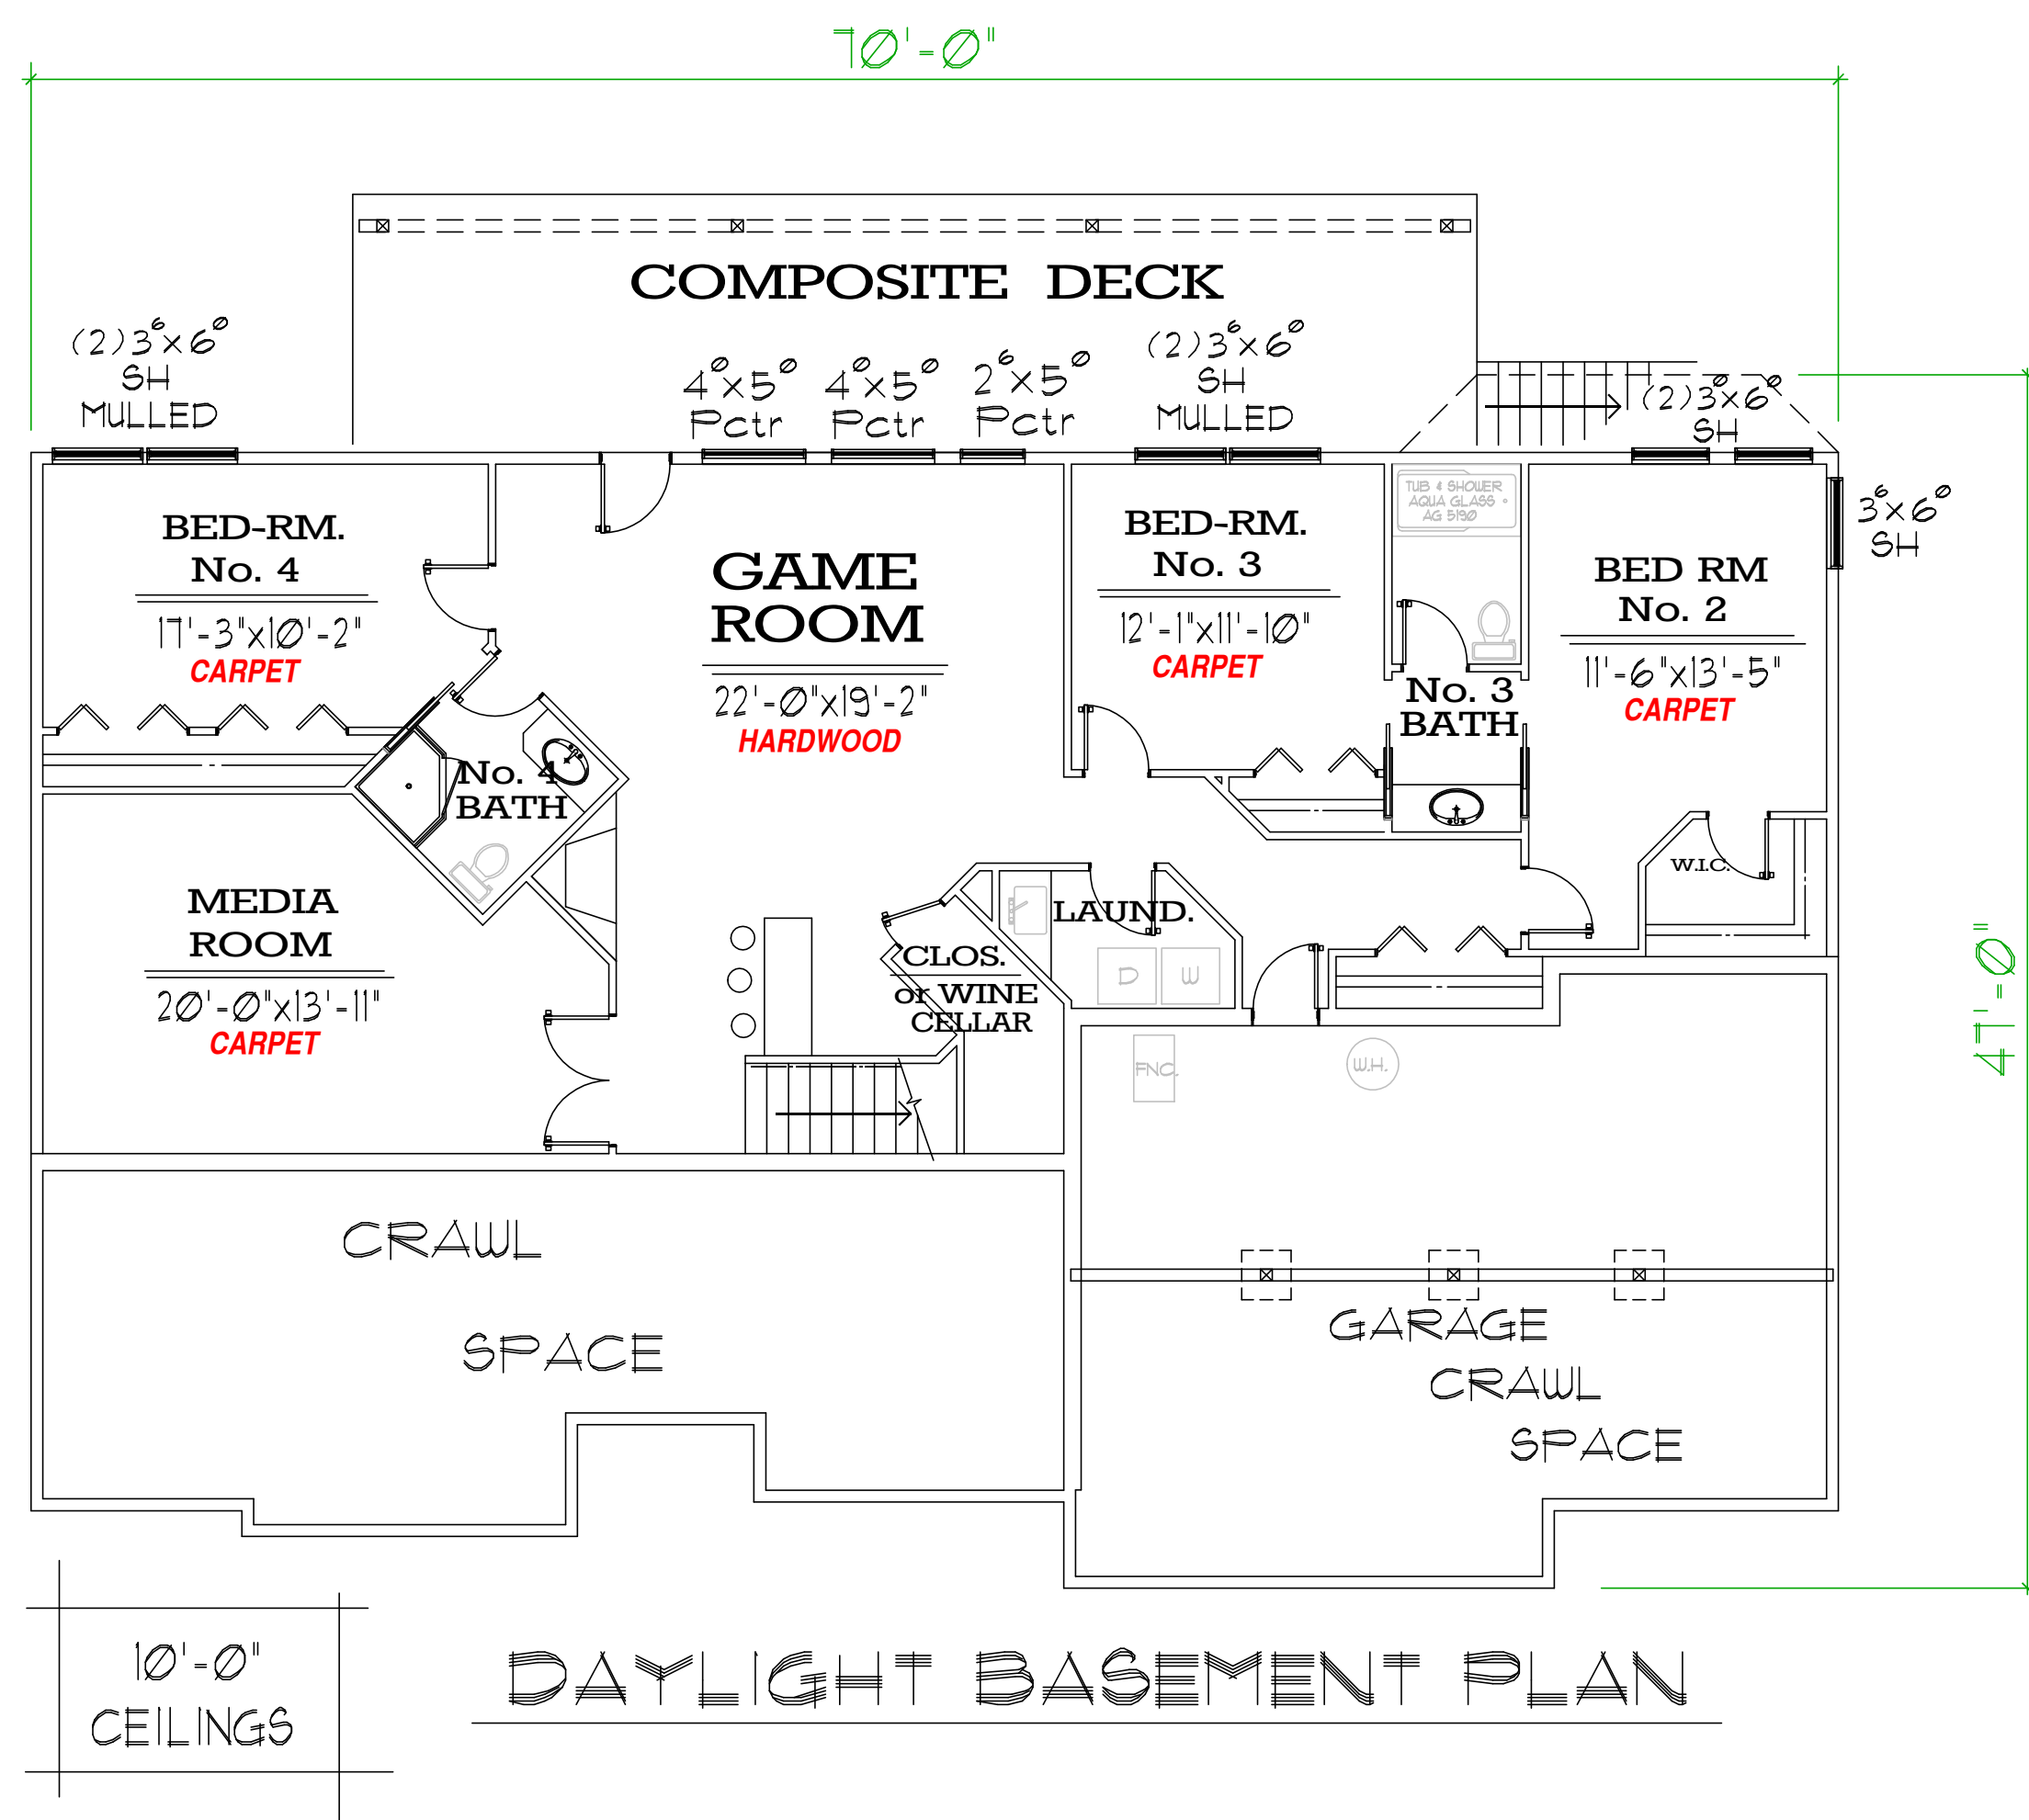 70'-0"
COMPOSITE DECK
(2)3⁶x6⁰
SH
MULLED
4⁰x5⁰
Pctr
4⁰x5⁰
Pctr
2⁶x5⁰
Pctr
(2)3⁶x6⁰
SH
MULLED
(2)3⁰x6⁰
SH
3⁶x6⁰
SH
BED-RM.
No. 4
17'-3"x10'-2"
CARPET
GAME
ROOM
22'-0"x19'-2"
HARDWOOD
BED-RM.
No. 3
12'-1"x11'-10"
CARPET
TUB & SHOWER
AQUA GLASS
AG 5190
No. 3
BATH
BED RM
No. 2
11'-6"x13'-5"
CARPET
No. 4
BATH
W.I.C.
MEDIA
ROOM
20'-0"x13'-11"
CARPET
LAUND.
D
W
CLOS.
or WINE
CELLAR
47'-0"
FNC.
W.H.
CRAWL
SPACE
GARAGE
CRAWL
SPACE
10'-0"
CEILINGS
DAYLIGHT BASEMENT PLAN